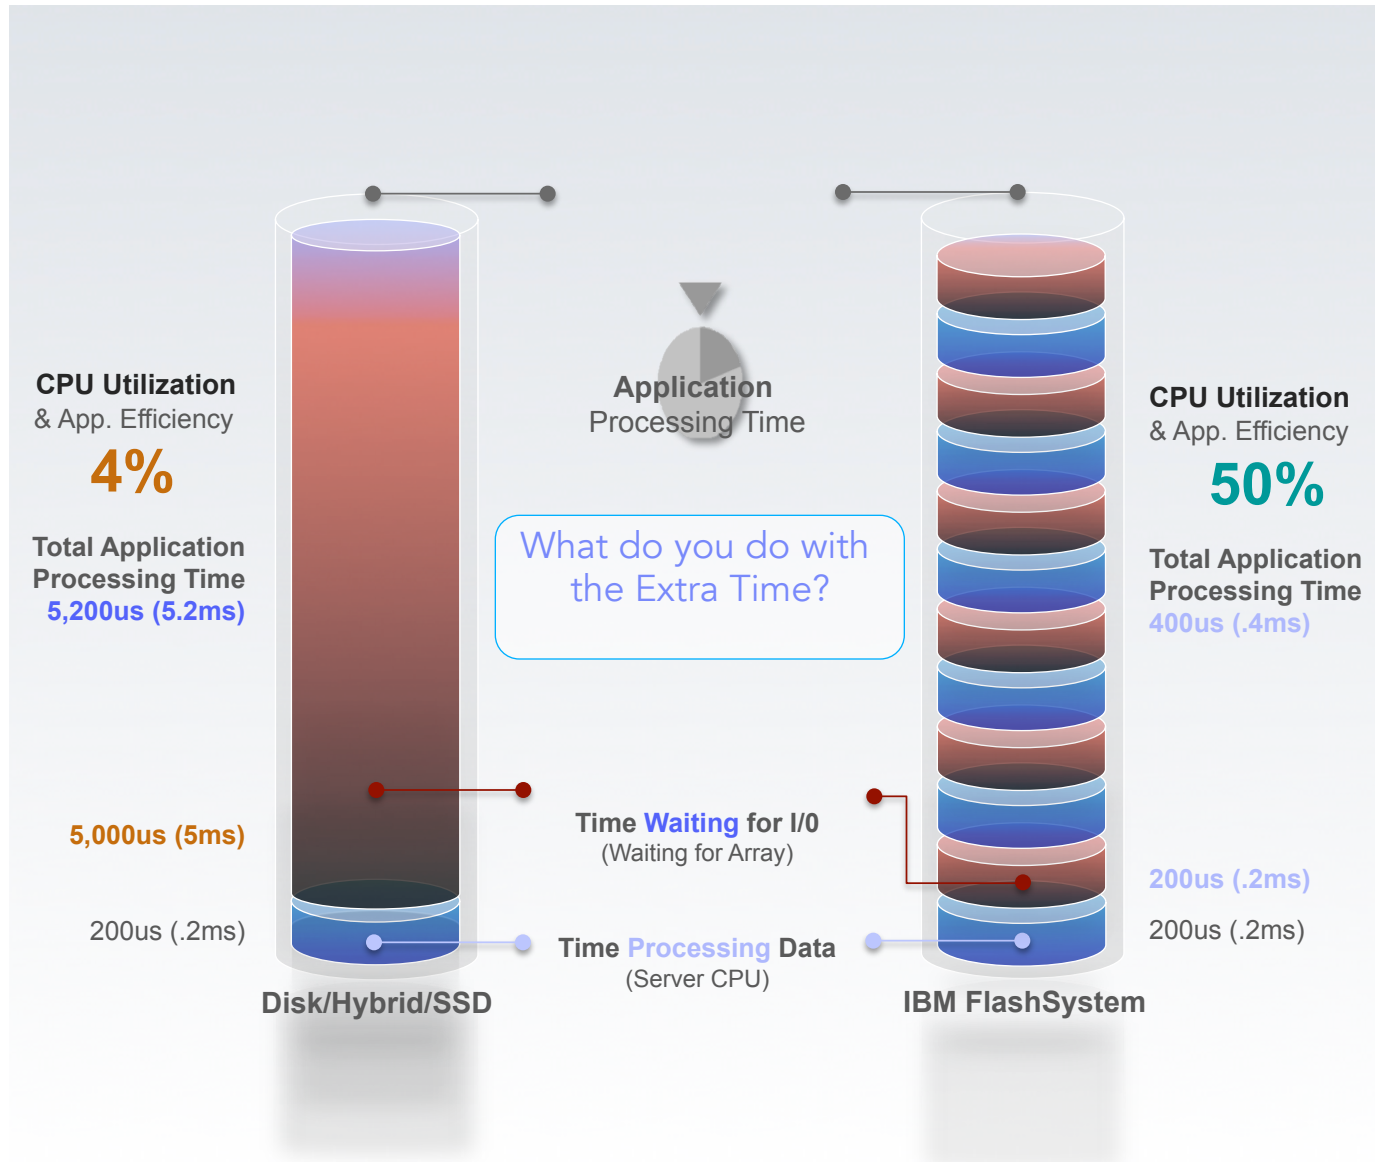 CPU Utilization
& App. Efficiency
4%
Total Application
Processing Time
5,200us (5.2ms)
5,000us (5ms)
200us (.2ms)
Disk/Hybrid/SSD
Application
Processing Time
What do you do with
the Extra Time?
Time Waiting for I/0
(Waiting for Array)
Time Processing Data
(Server CPU)
CPU Utilization
& App. Efficiency
50%
Total Application
Processing Time
400us (.4ms)
200us (.2ms)
200us (.2ms)
IBM FlashSystem